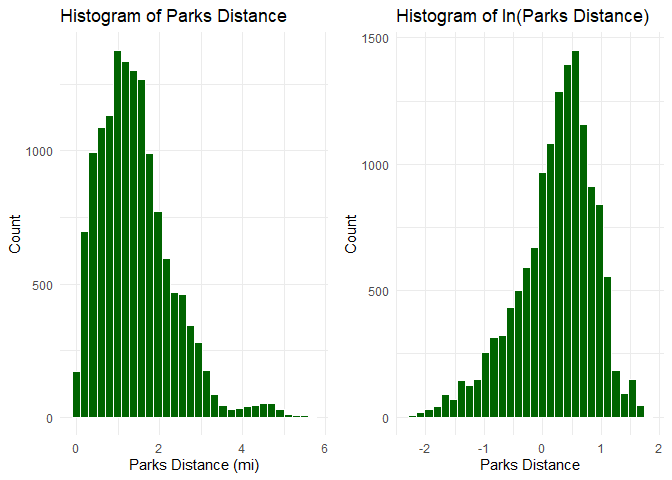 Histogram of Parks Distance
Count
1000
500
0
0
2
4
6
Parks Distance (mi)
Histogram of ln(Parks Distance)
Count
1500
1000
500
0
-2
-1
0
1
2
Parks Distance